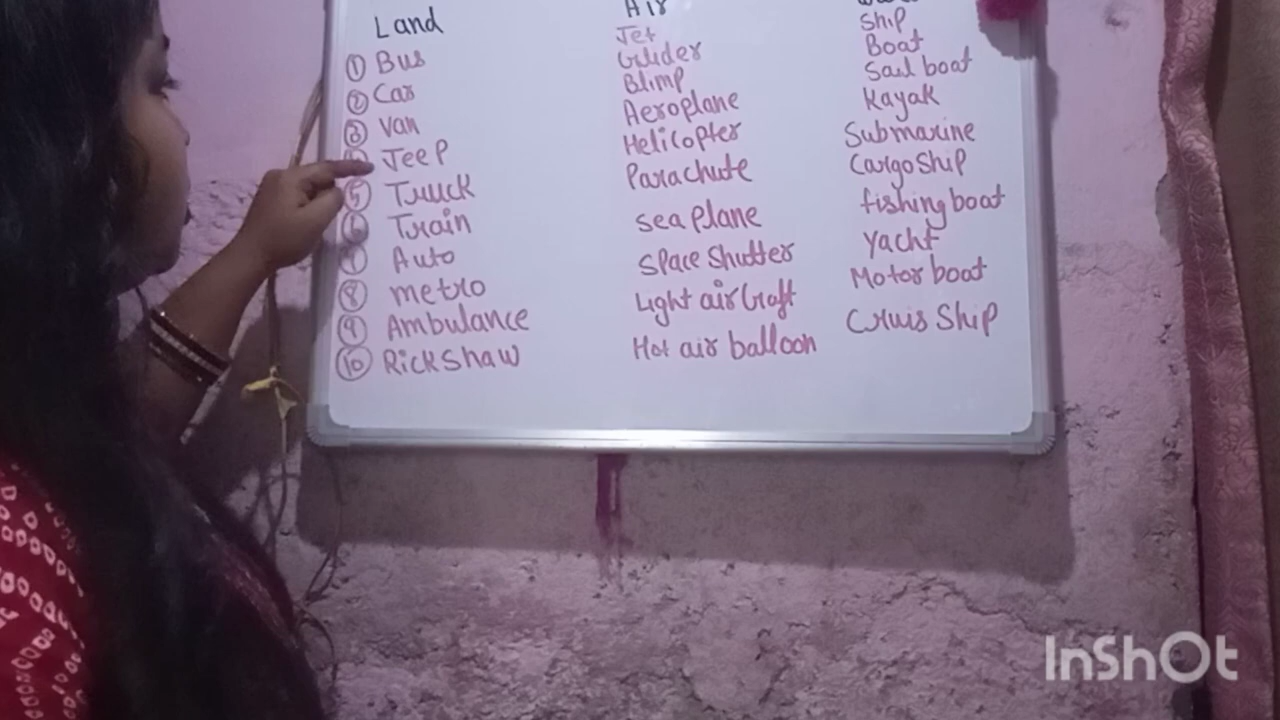 Land Air
① Bus Jet Ship
② Car Glider Boat
③ Van Blimp Sail boat
Jeep Aeroplane Kayak
⑤ Truck Helicopter Submarine
⑥ Train Parachute Cargo Ship
Auto sea plane fishing boat
⑧ metro Space Shutter Yacht
⑨ Ambulance Light air Craft Motor boat
⑩ RickShaw Hot air balloon Cruis Ship
InShOt